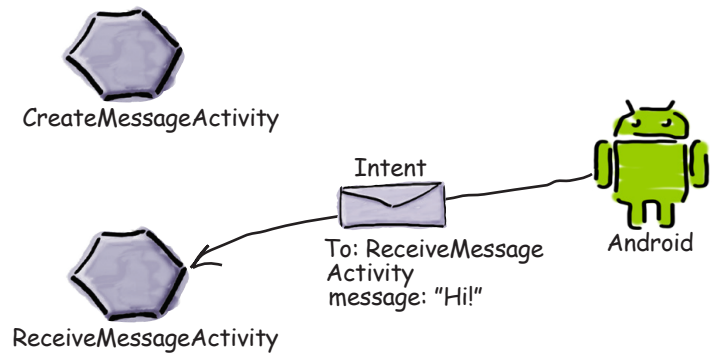 CreateMessageActivity
Intent
To: ReceiveMessage
Activity
message: "Hi!"
Android
ReceiveMessageActivity